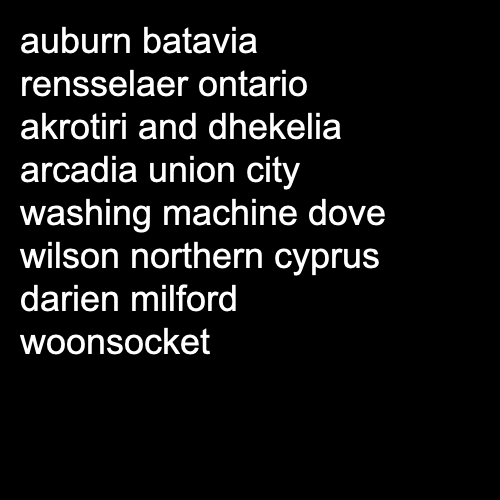 auburn batavia
rensselaer ontario
akrotiri and dhekelia
arcadia union city
washing machine dove
wilson northern cyprus
darien milford
woonsocket